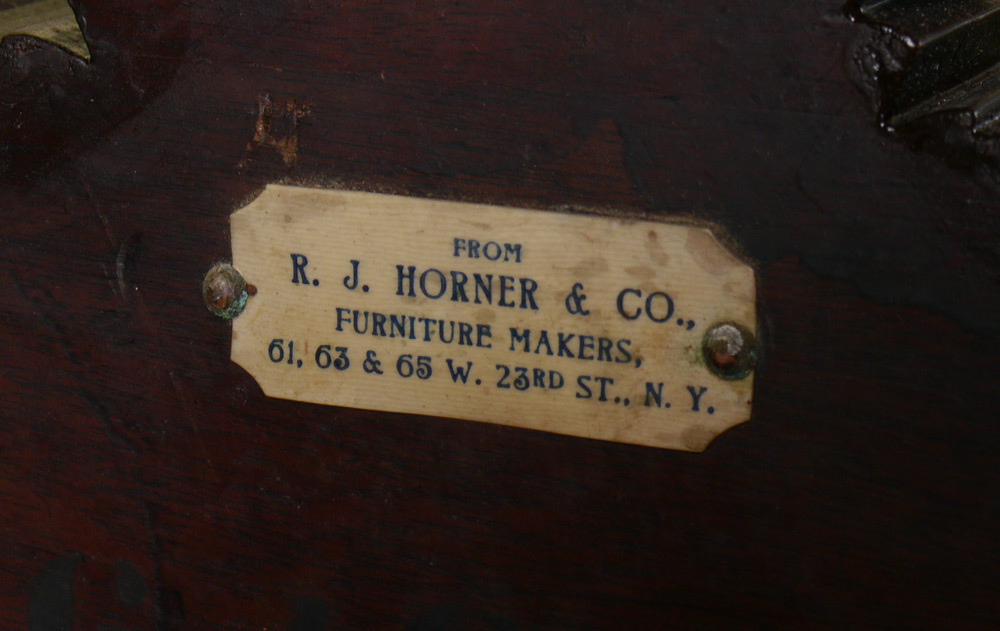 FROM
R. J. HORNER & CO.,
FURNITURE MAKERS,
61, 63 & 65 W. 23RD ST., N. Y.